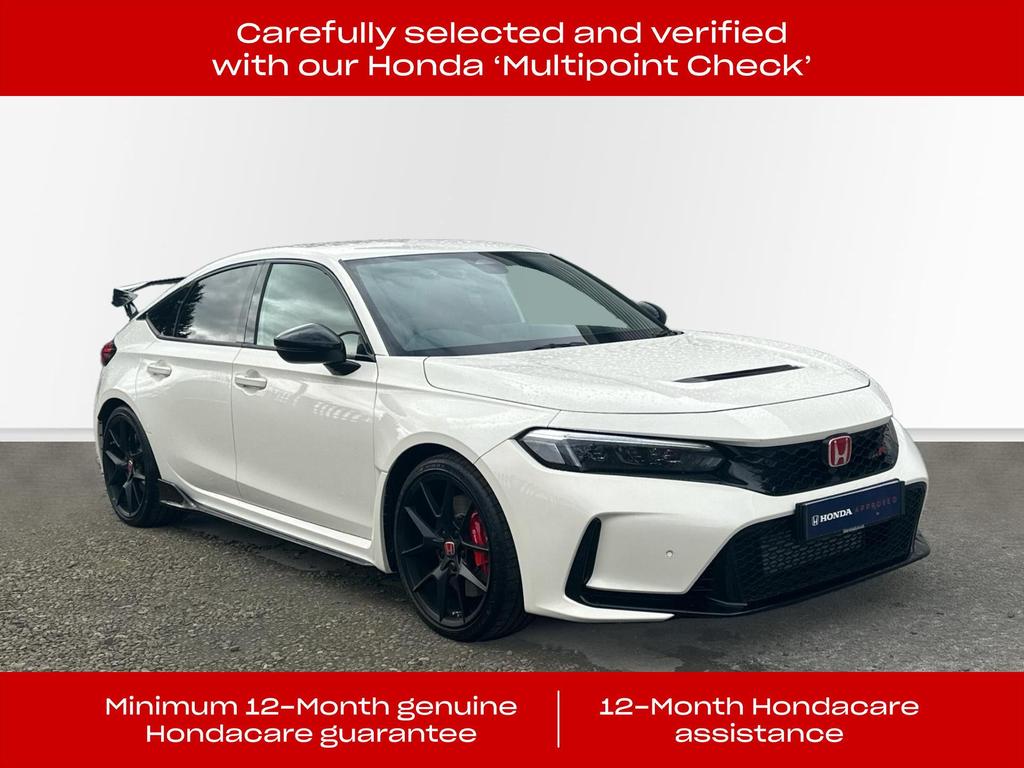 Carefully selected and verified
with our Honda ‘Multipoint Check’
HONDA APPROVED
Minimum 12-Month genuine
Hondacare guarantee
12-Month Hondacare
assistance